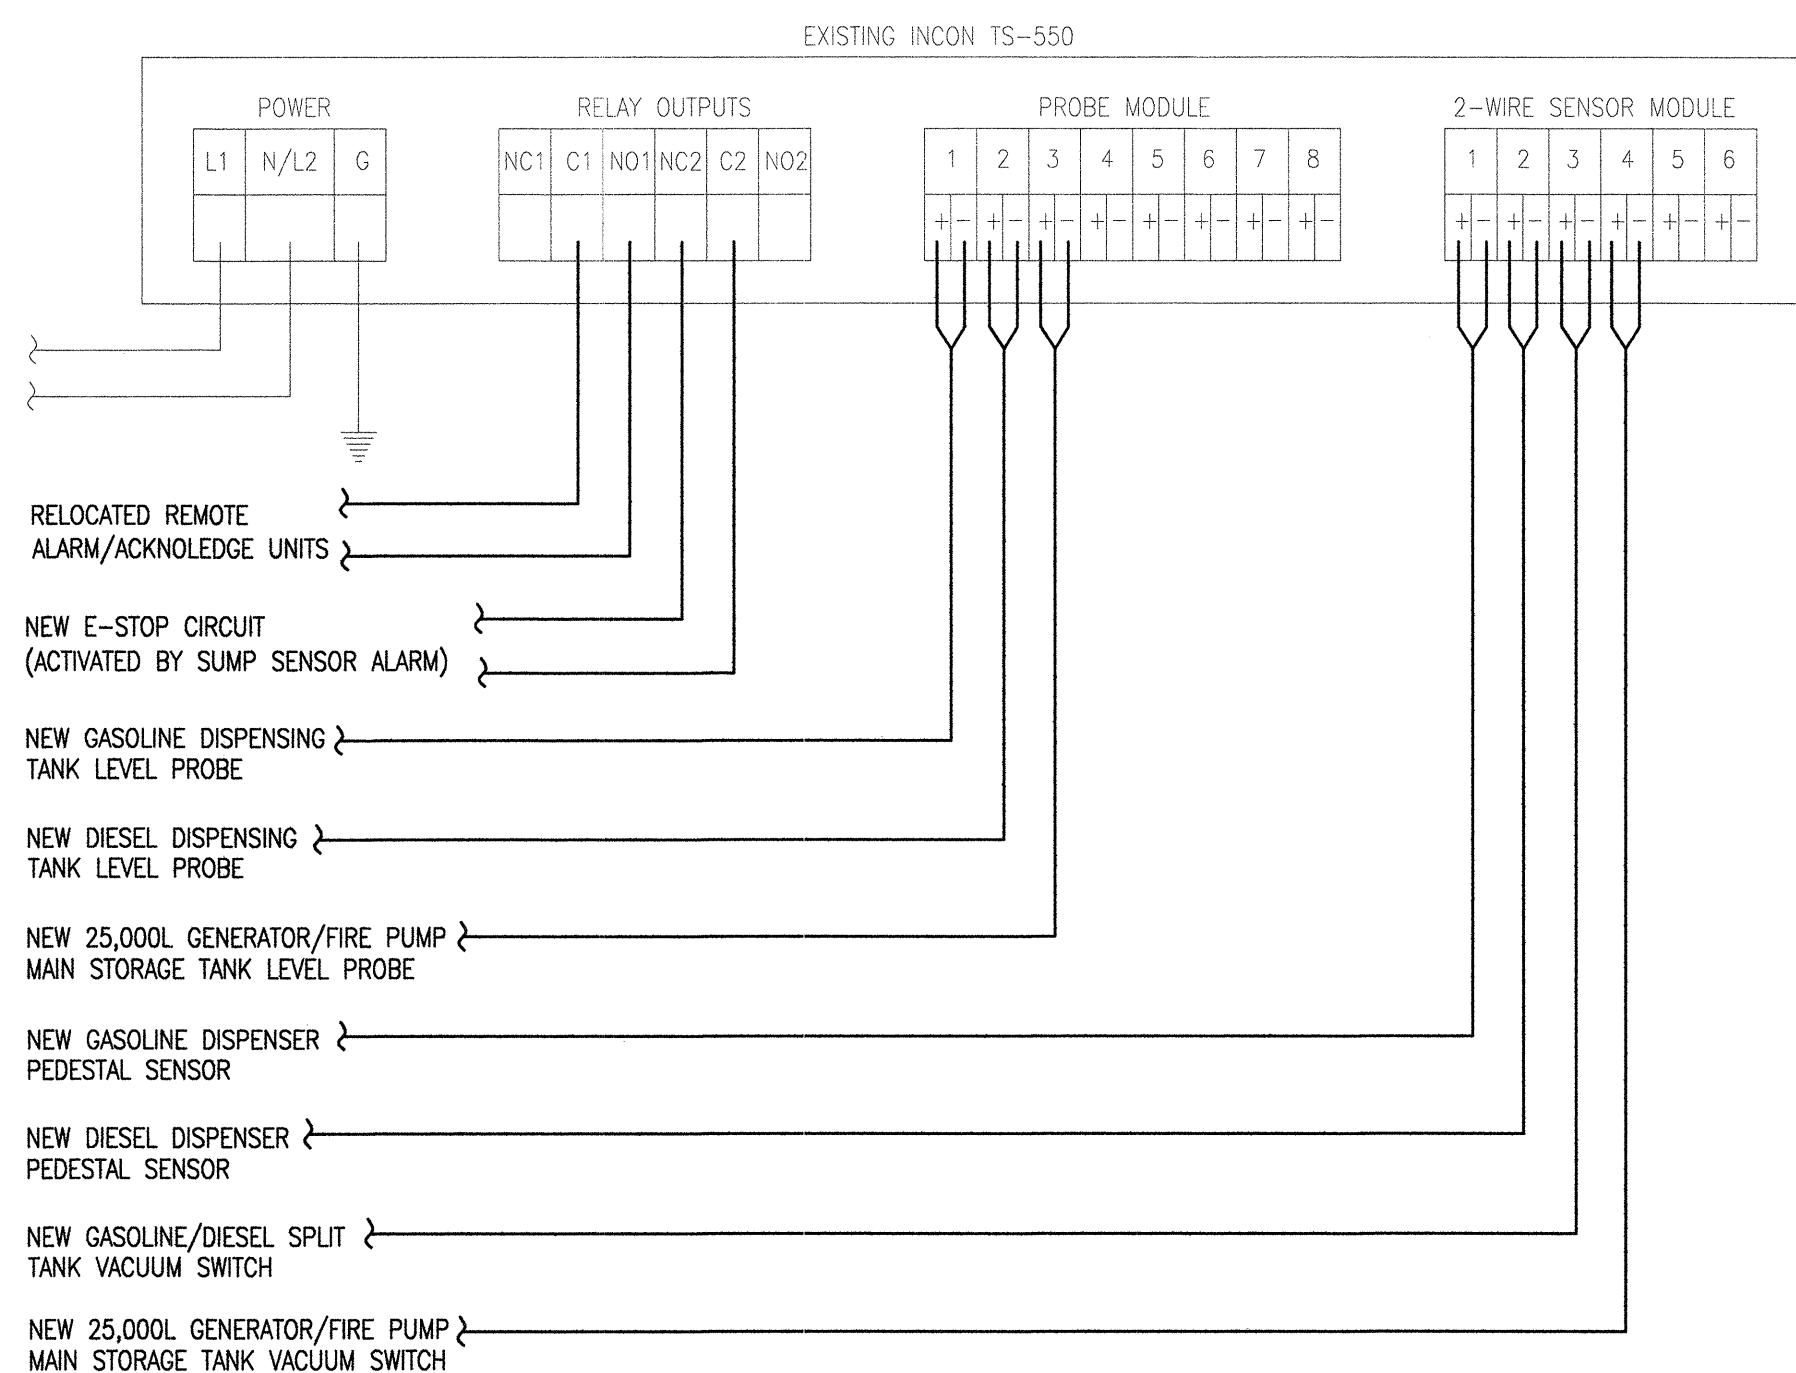 EXISTING INCON TS-550
POWER
RELAY OUTPUTS
PROBE MODULE
2-WIRE SENSOR MODULE
L1 N/L2 G
NC1 C1 NO1 NC2 C2 NO2
1 2 3 4 5 6 7 8
1 2 3 4 5 6
+ - + - + - + - + - + - + - + -
+ - + - + - + - + - + -
RELOCATED REMOTE
ALARM/ACKNOLEDGE UNITS
NEW E-STOP CIRCUIT
(ACTIVATED BY SUMP SENSOR ALARM)
NEW GASOLINE DISPENSING
TANK LEVEL PROBE
NEW DIESEL DISPENSING
TANK LEVEL PROBE
NEW 25,000L GENERATOR/FIRE PUMP
MAIN STORAGE TANK LEVEL PROBE
NEW GASOLINE DISPENSER
PEDESTAL SENSOR
NEW DIESEL DISPENSER
PEDESTAL SENSOR
NEW GASOLINE/DIESEL SPLIT
TANK VACUUM SWITCH
NEW 25,000L GENERATOR/FIRE PUMP
MAIN STORAGE TANK VACUUM SWITCH